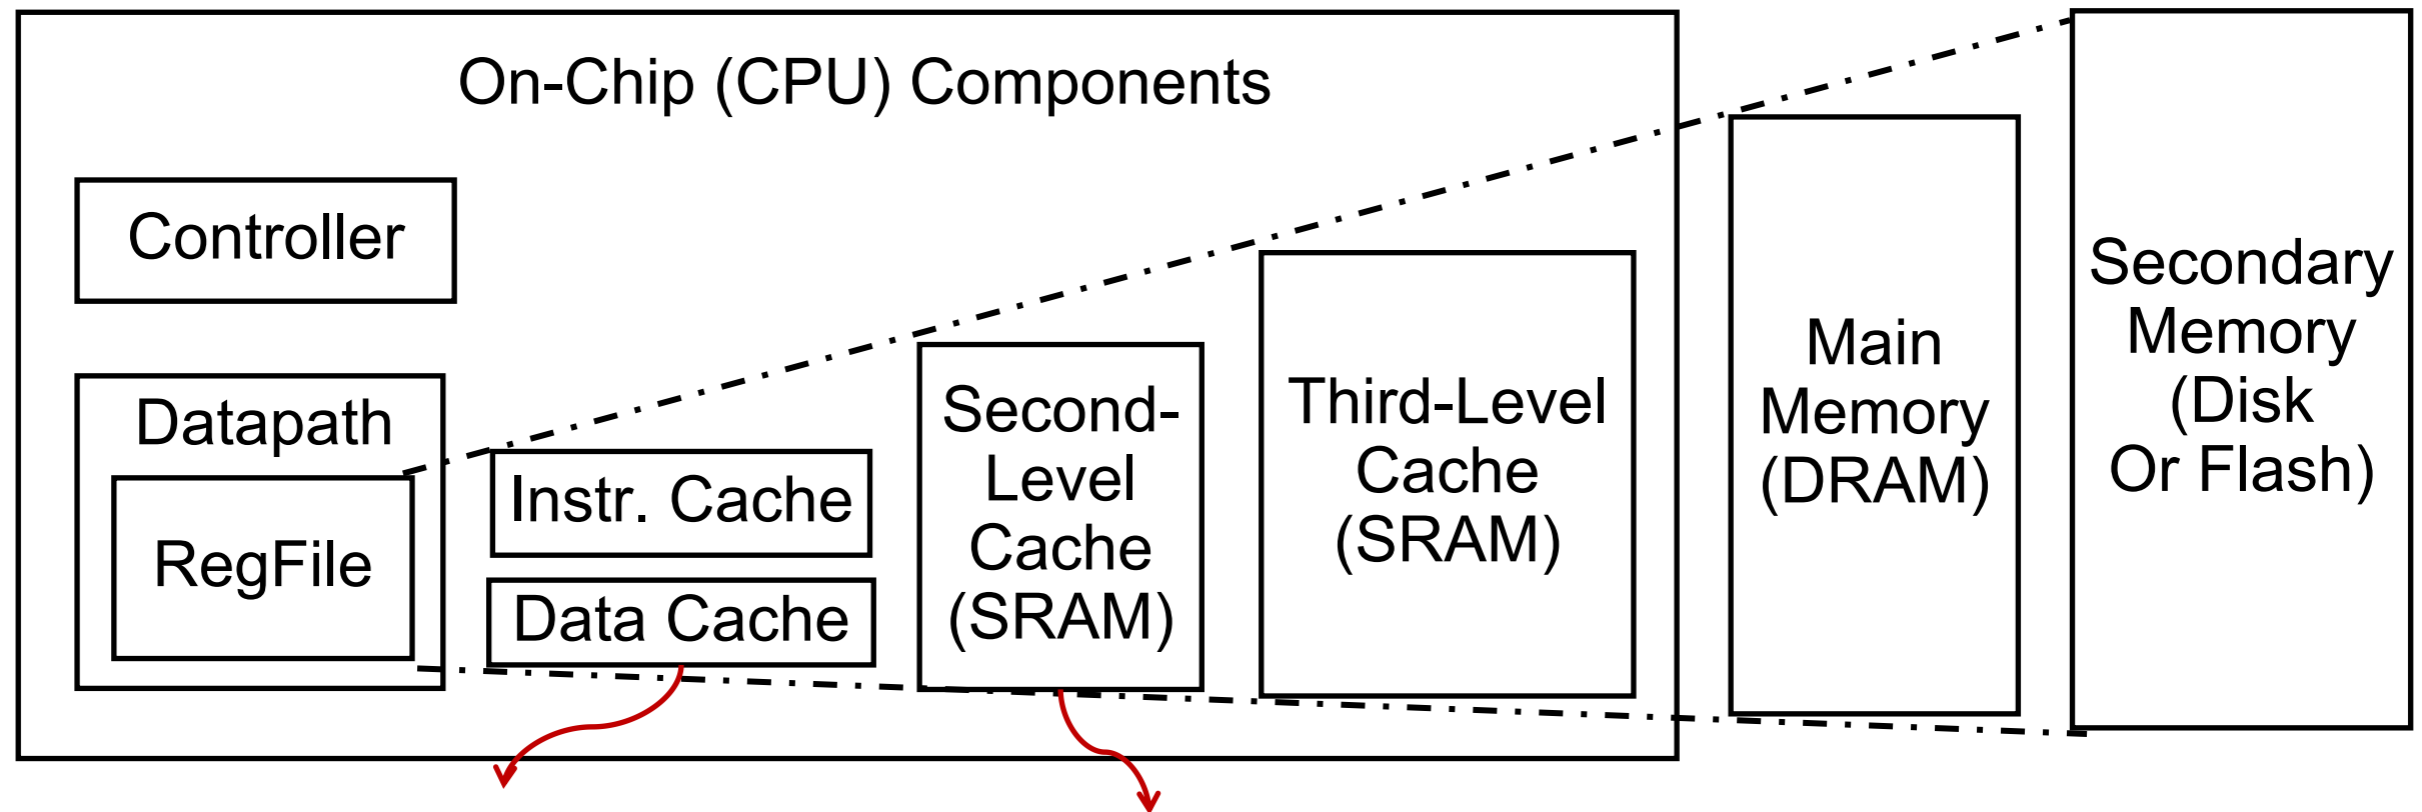 On-Chip (CPU) Components
Controller
Datapath
RegFile
Instr. Cache
Data Cache
Second-
Level
Cache
(SRAM)
Third-Level
Cache
(SRAM)
Main
Memory
(DRAM)
Secondary
Memory
(Disk
Or Flash)